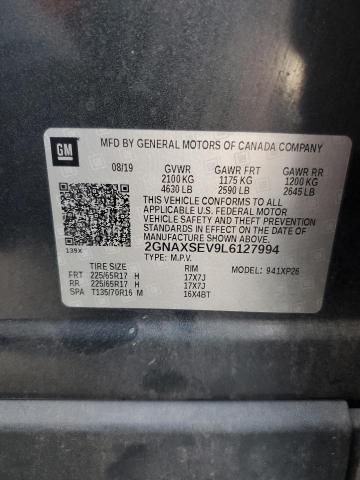 GM
MFD BY GENERAL MOTORS OF CANADA COMPANY
08/19 GVWR GAWR FRT GAWR RR
2100 KG 1175 KG 1200 KG
4630 LB 2590 LB 2645 LB
THIS VEHICLE CONFORMS TO ALL
APPLICABLE U.S. FEDERAL MOTOR
VEHICLE SAFETY AND THEFT PREVENTION
STANDARDS IN EFFECT ON THE DATE OF
MANUFACTURE SHOWN ABOVE.
139X 2GNAXSEV9L6127994
TYPE: M.P.V. MODEL: 941XP26
TIRE SIZE RIM
FRT 225/65R17 H 17X7J
RR 225/65R17 H 17X7J
SPA T135/70R16 M 16X4BT